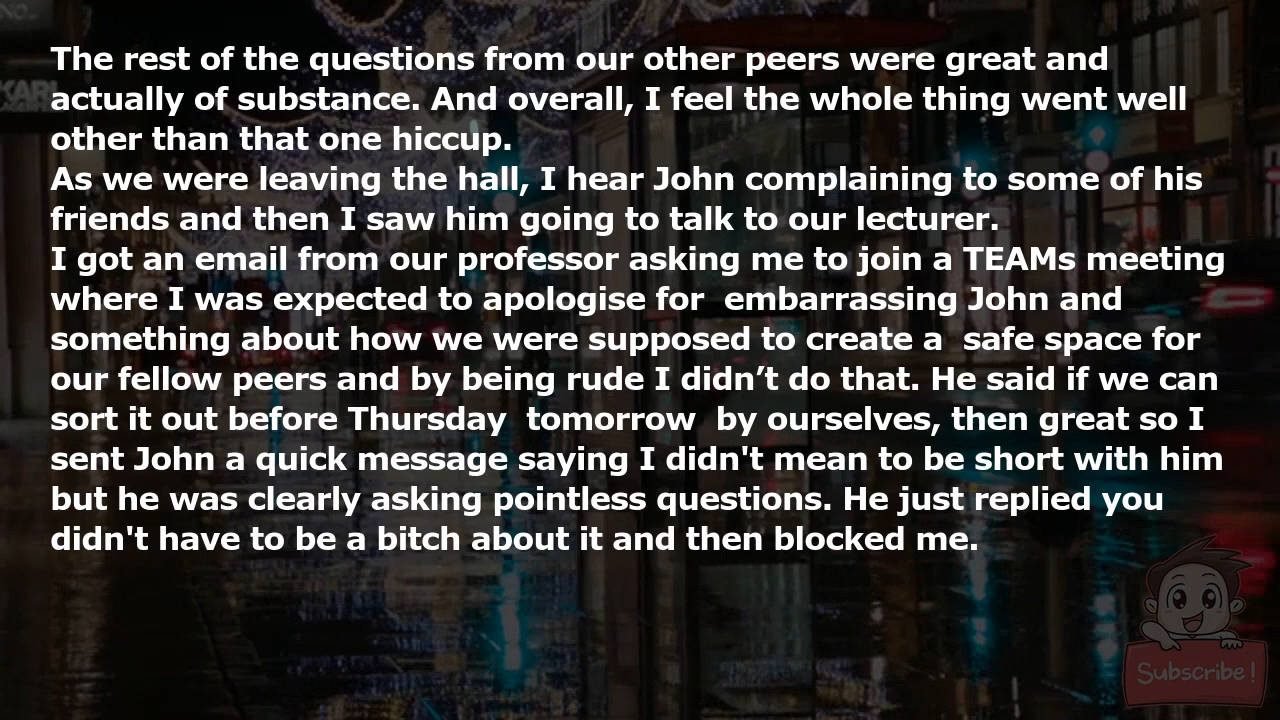 The rest of the questions from our other peers were great and
actually of substance. And overall, I feel the whole thing went well
other than that one hiccup.
As we were leaving the hall, I hear John complaining to some of his
friends and then I saw him going to talk to our lecturer.
I got an email from our professor asking me to join a TEAMs meeting
where I was expected to apologise for  embarrassing John and
something about how we were supposed to create a  safe space for
our fellow peers and by being rude I didn’t do that. He said if we can
sort it out before Thursday  tomorrow  by ourselves, then great so I
sent John a quick message saying I didn't mean to be short with him
but he was clearly asking pointless questions. He just replied you
didn't have to be a bitch about it and then blocked me.
Subscribe!